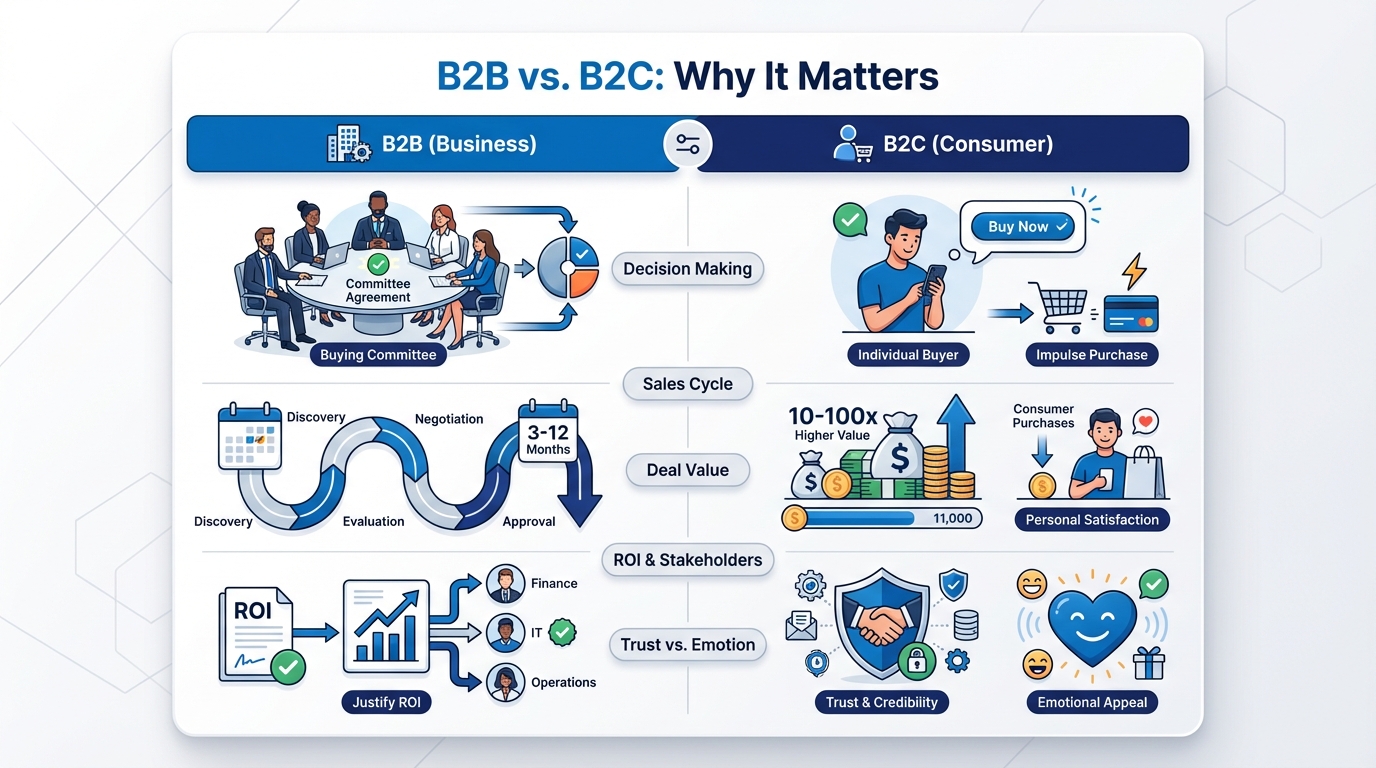 B2B vs. B2C: Why It Matters
B2B (Business)
B2C (Consumer)
Committee
Agreement
Buying Committee
Decision Making
Buy Now
Individual Buyer
Impulse Purchase
Sales Cycle
Discovery
Negotiation
3-12
Months
Discovery
Evaluation
Approval
Deal Value
10-100x
Higher Value
$
$
$
$
11,000
Consumer
Purchases
$
Personal Satisfaction
ROI & Stakeholders
ROI
Finance
IT
Operations
Justify ROI
Trust vs. Emotion
Trust & Credibility
Emotional Appeal